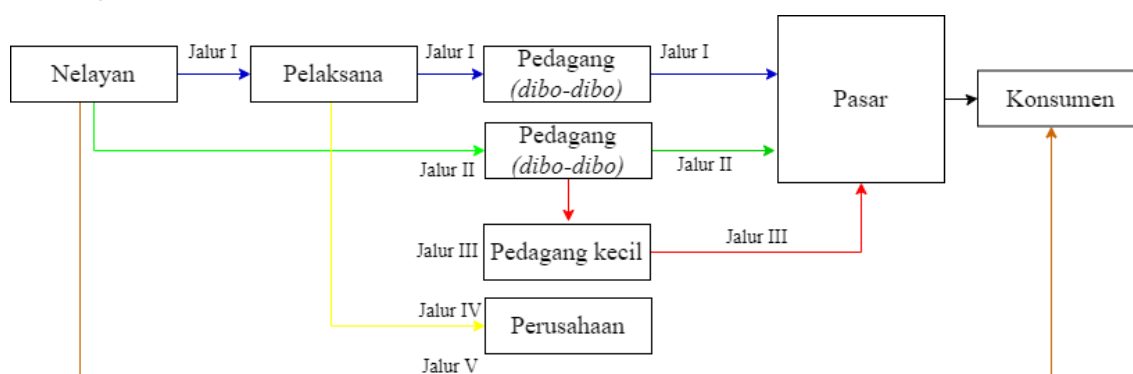 Jalur I
Jalur I
Jalur I
Nelayan
Pelaksana
Pedagang
(dibo-dibo)
Pasar
Konsumen
Pedagang
(dibo-dibo)
Jalur II
Jalur II
Jalur III
Pedagang kecil
Jalur III
Jalur IV
Perusahaan
Jalur V